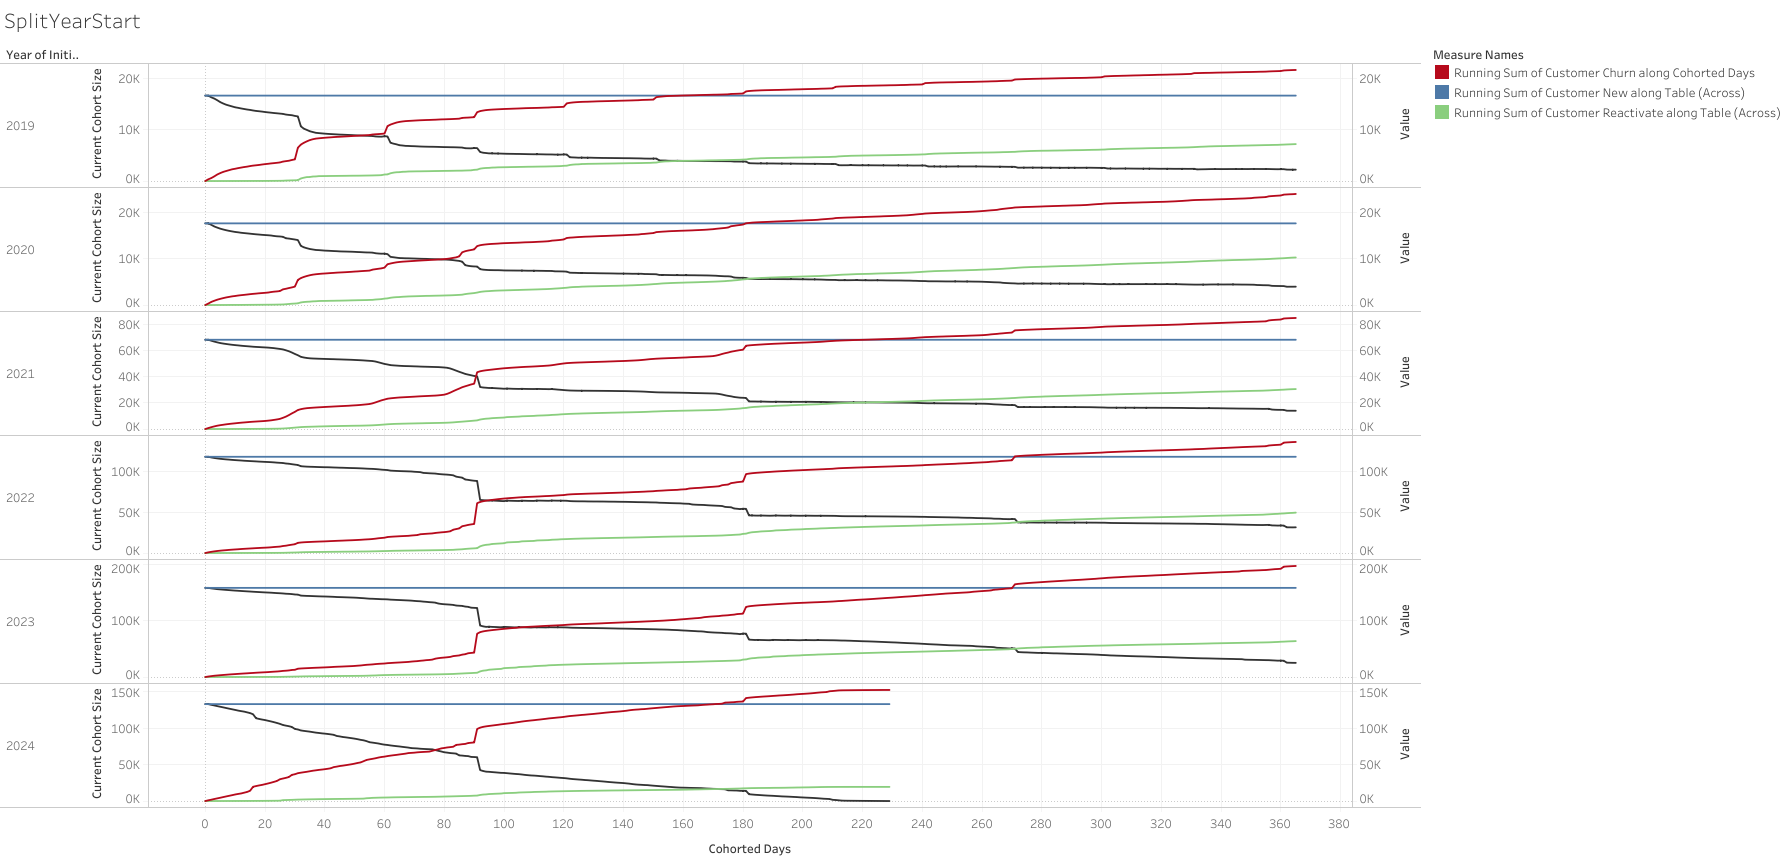 SplitYearStart
Year of Initi..
Measure Names
Running Sum of Customer Churn along Cohorted Days
Running Sum of Customer New along Table (Across)
Running Sum of Customer Reactivate along Table (Across)
2019
Current Cohort Size
20K
10K
0K
20K
10K
0K
Value
2020
Current Cohort Size
20K
10K
0K
20K
10K
0K
Value
2021
Current Cohort Size
80K
60K
40K
20K
0K
80K
60K
40K
20K
0K
Value
2022
Current Cohort Size
100K
50K
0K
100K
50K
0K
Value
2023
Current Cohort Size
200K
100K
0K
200K
100K
0K
Value
2024
Current Cohort Size
150K
100K
50K
0K
150K
100K
50K
0K
Value
0 20 40 60 80 100 120 140 160 180 200 220 240 260 280 300 320 340 360 380
Cohorted Days